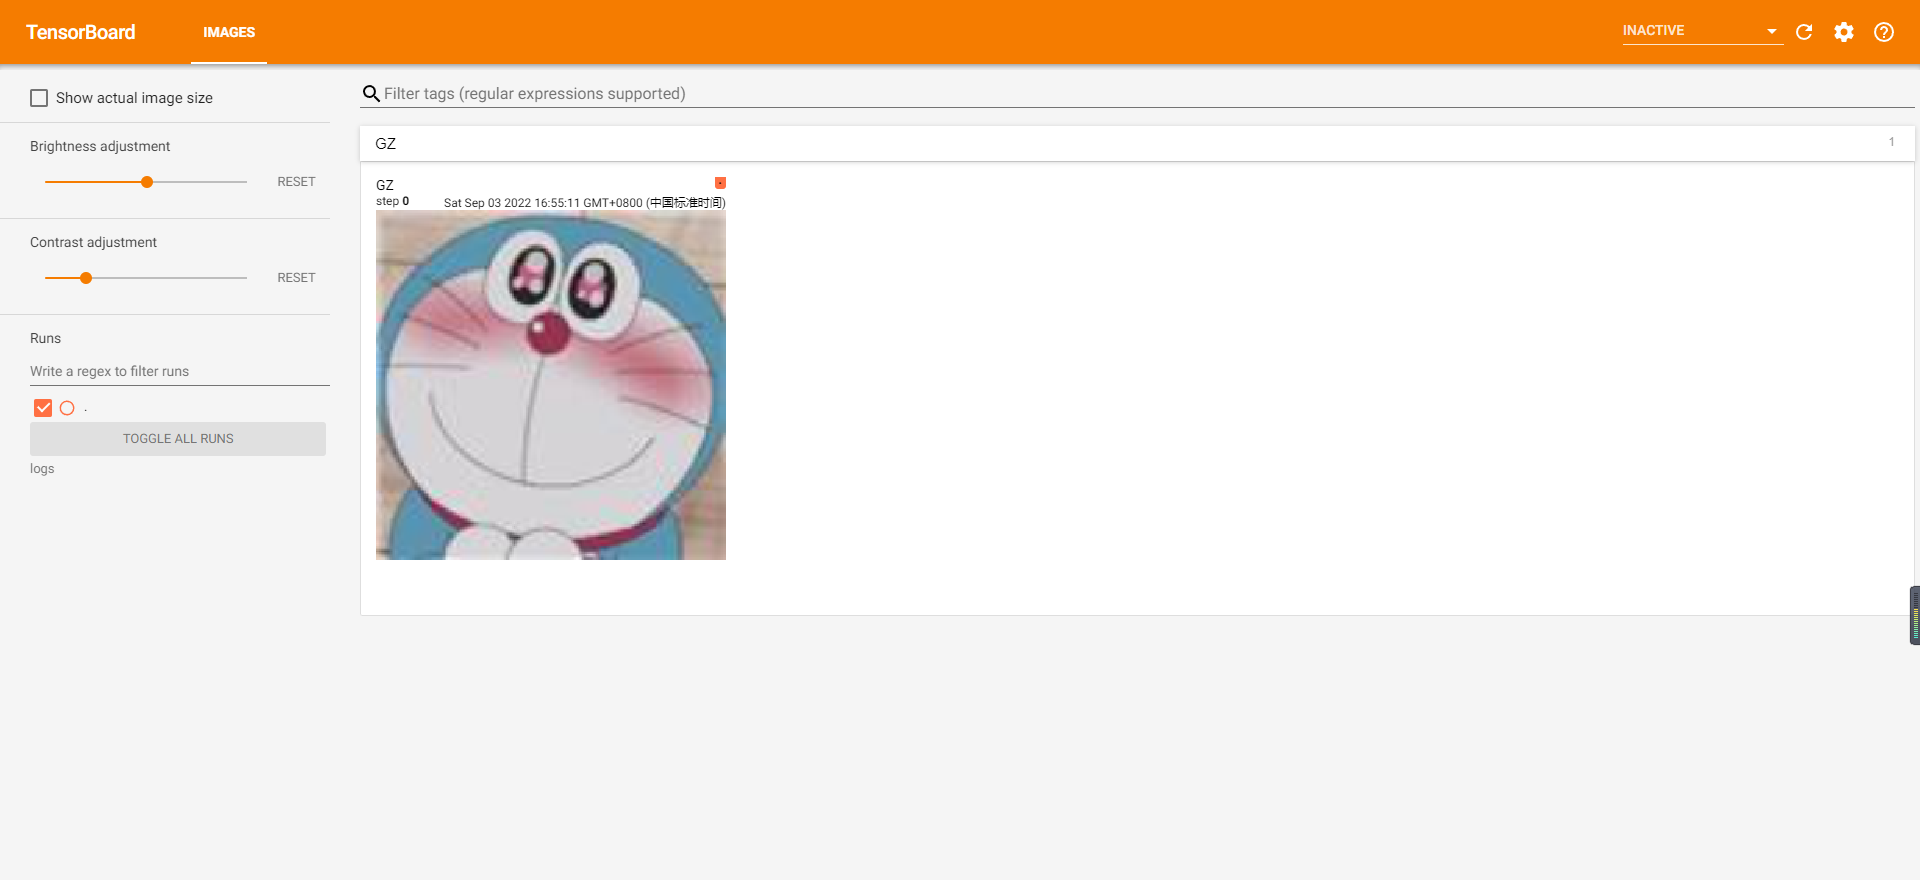 TensorBoard
IMAGES
INACTIVE
Show actual image size
Filter tags (regular expressions supported)
Brightness adjustment
RESET
Contrast adjustment
RESET
Runs
Write a regex to filter runs
.
TOGGLE ALL RUNS
logs
GZ
1
GZ
step 0
Sat Sep 03 2022 16:55:11 GMT+0800 (中国标准时间)